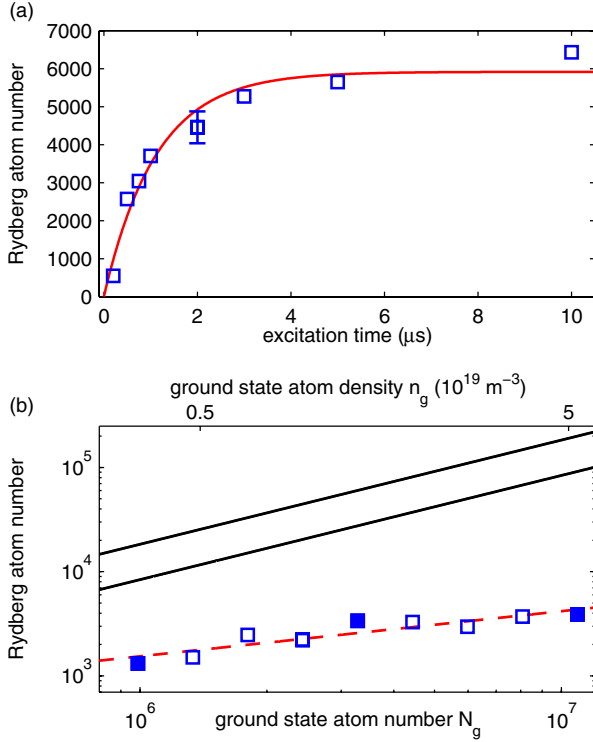 (a)
7000
6000
5000
4000
3000
2000
1000
0
Rydberg atom number
0 2 4 6 8 10
excitation time (μs)
(b)
ground state atom density n_g (10^19 m^−3)
0.5 5
10^5
10^4
10^3
Rydberg atom number
10^6 10^7
ground state atom number N_g